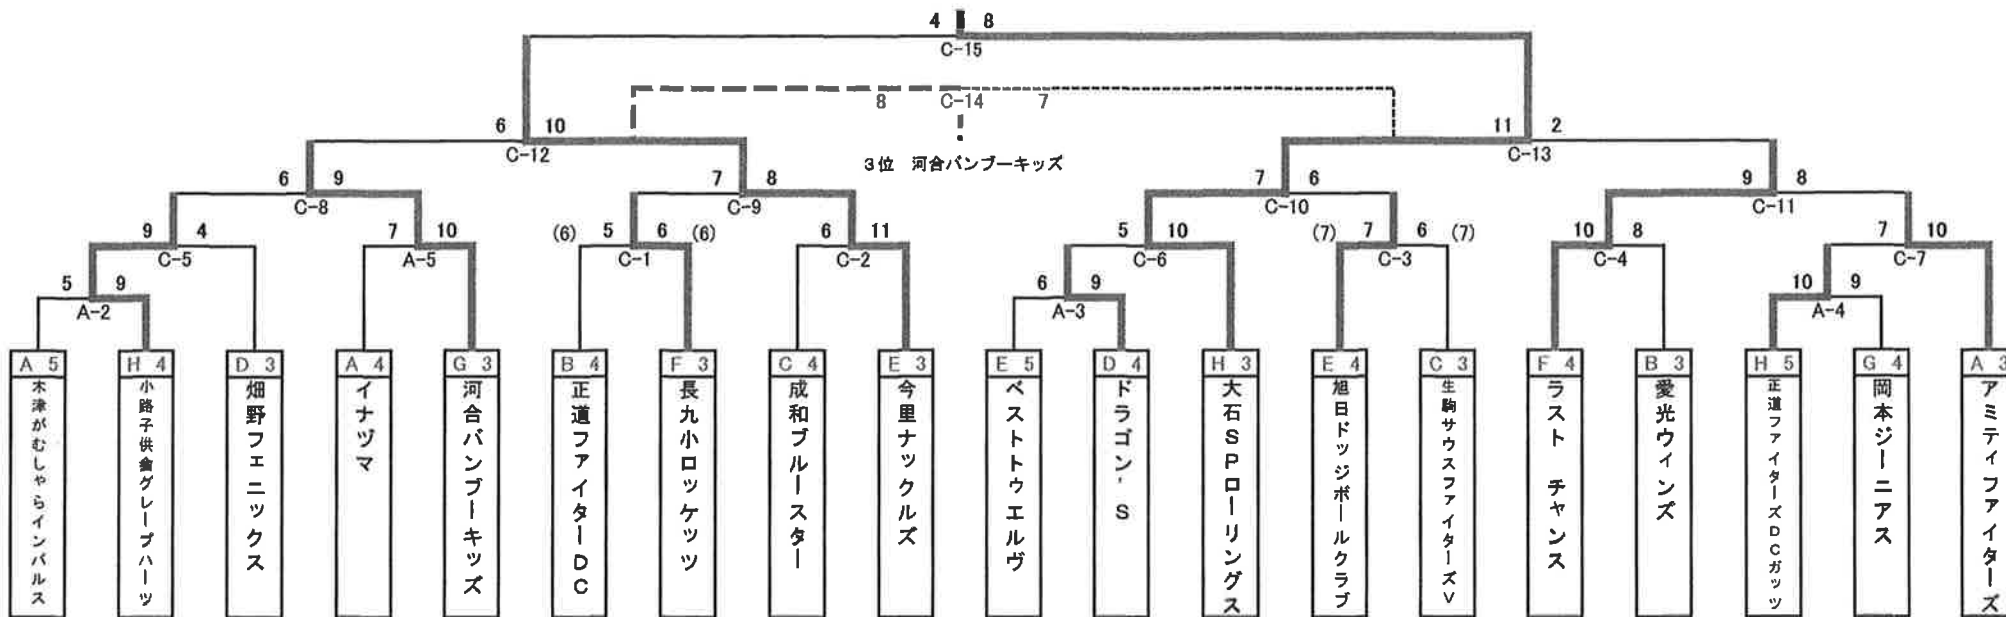 4 8
C-15
8 C-14 7
6 10
C-12
11 2
C-13
3位 河合バンブーキッズ
6 9
C-8
7 8
C-9
7 6
C-10
9 8
C-11
9 4
C-5
7 10
A-5
(6) 5 6 (6)
C-1
6 11
C-2
5 10
C-6
(7) 7 6 (7)
C-3
10 8
C-4
7 10
C-7
5 9
A-2
6 9
A-3
10 9
A-4
A 5
木津がむしゃらインパルス
H 4
小路子供会グレープハーツ
D 3
畑野フェニックス
A 4
イナヅマ
G 3
河合バンブーキッズ
B 4
正道ファイターDC
F 3
長九小ロッケッツ
C 4
成和ブルースター
E 3
今里ナックルズ
E 5
ベストトゥエルヴ
D 4
ドラゴン'S
H 3
大石SPローリングス
E 4
旭日ドッジボールクラブ
C 3
生駒サウスファイターズV
F 4
ラスト チャンス
B 3
愛光ウィンズ
H 5
正道ファイターズDCガッツ
G 4
岡本ジーニアス
A 3
アミティファイターズ